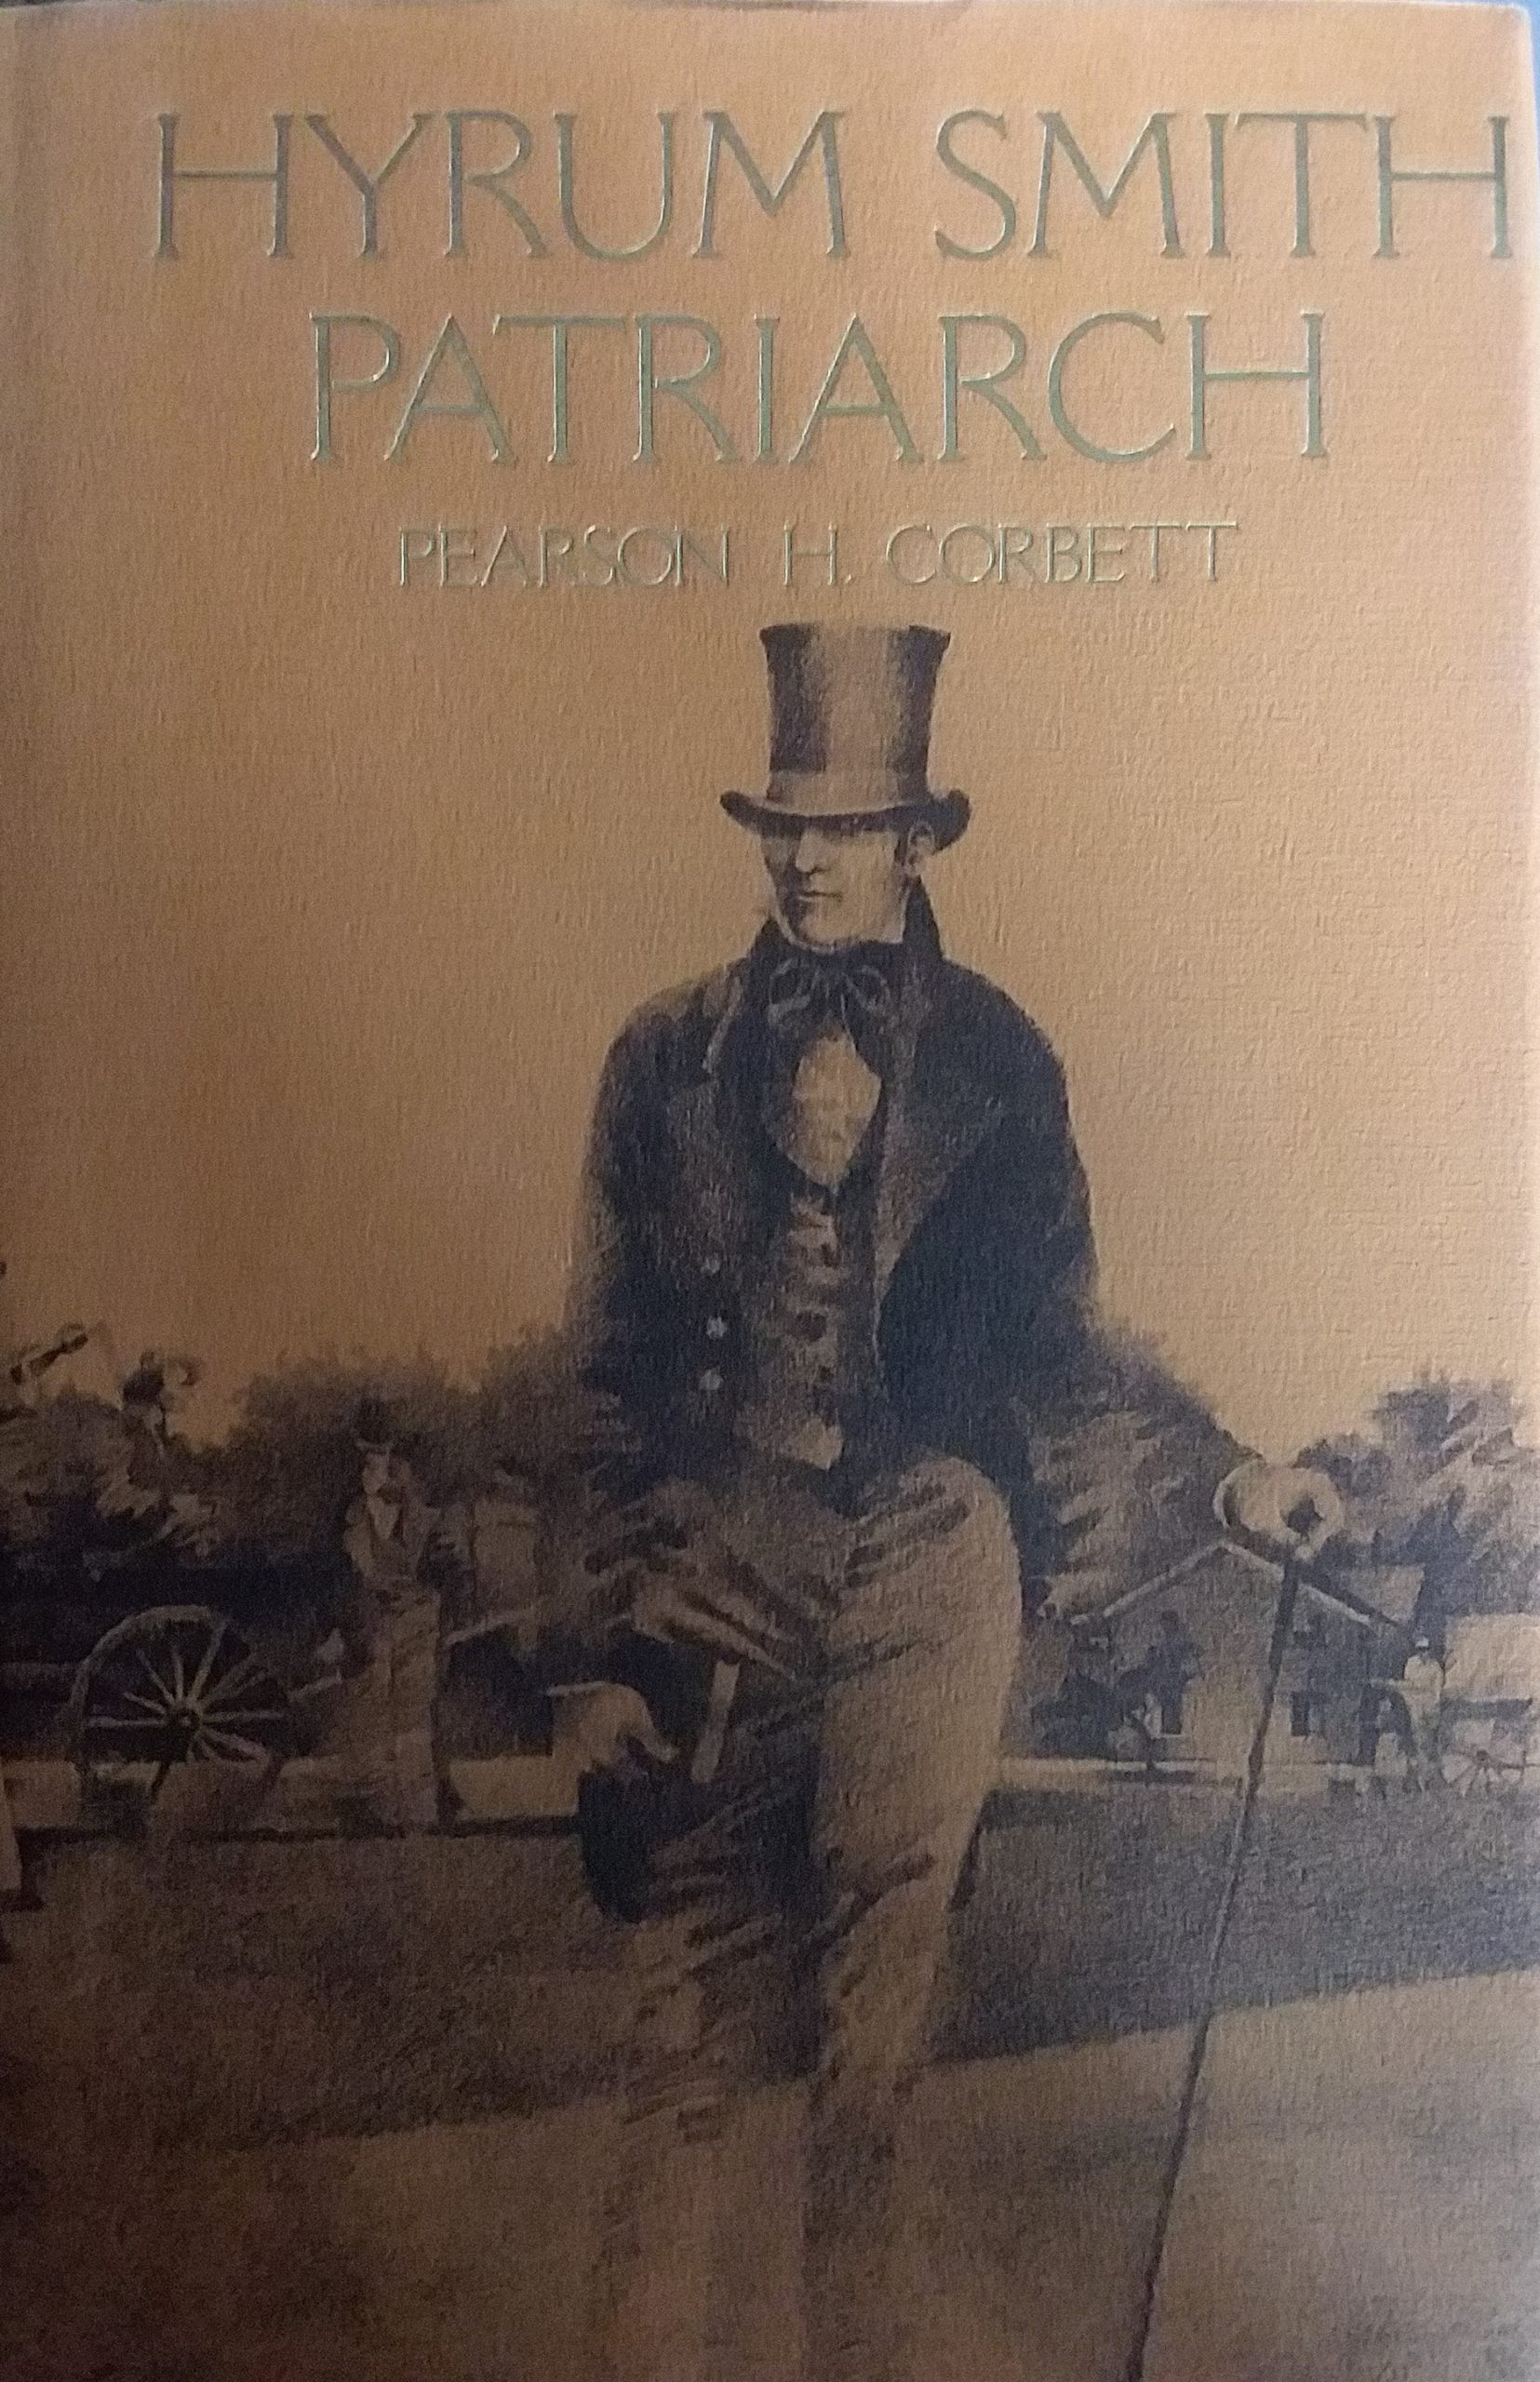 HYRUM SMITH
PATRIARCH
PEARSON H. CORBETT